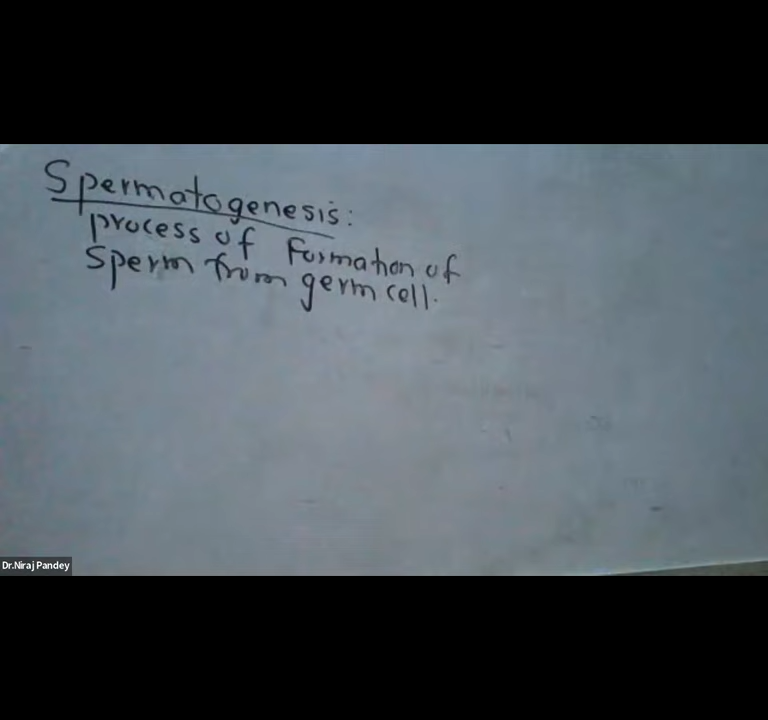 Spermatogenesis:
process of Formation of
Sperm from germ cell.
Dr.Niraj Pandey